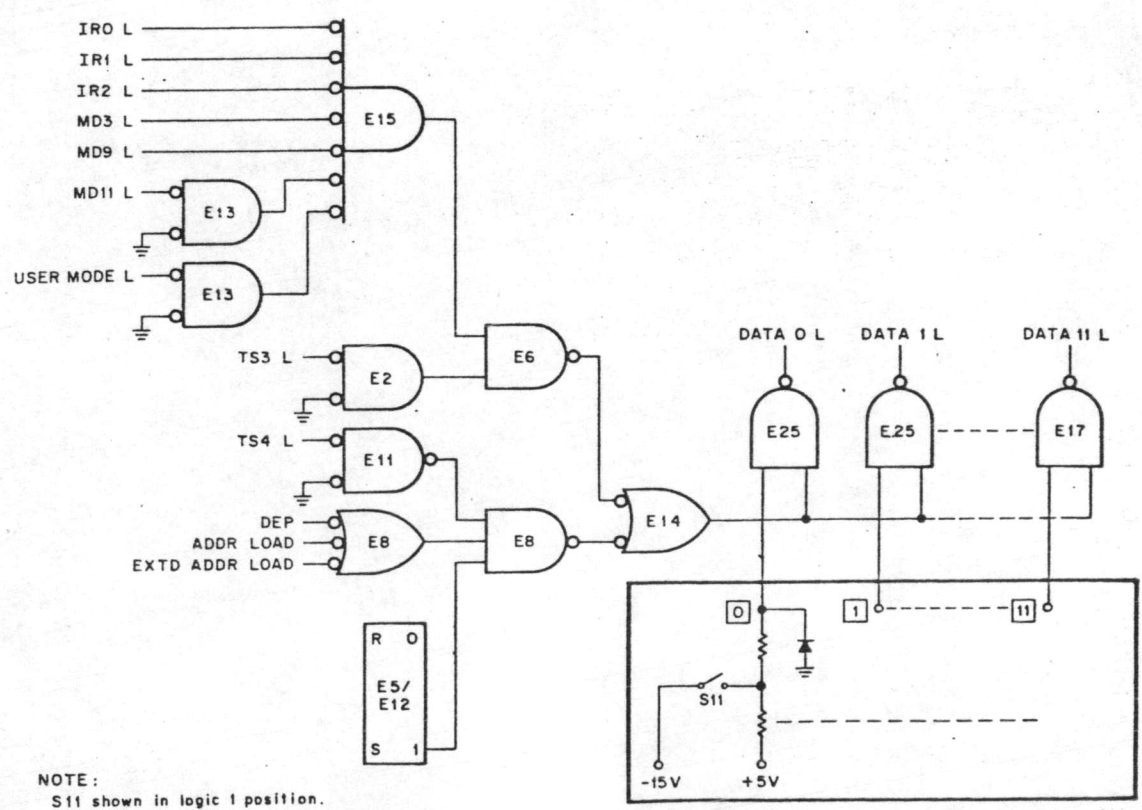 IR0 L
IR1 L
IR2 L
MD3 L
MD9 L
MD11 L
USER MODE L
E15
E13
E13
TS3 L
E2
E6
TS4 L
E11
DEP
ADDR LOAD
EXTD ADDR LOAD
E8
E8
E14
DATA 0 L
DATA 1 L
DATA 11 L
E25
E25
E17
0
1
11
R 0
E5/
E12
S 1
S11
-15V
+5V
NOTE:
S11 shown in logic 1 position.